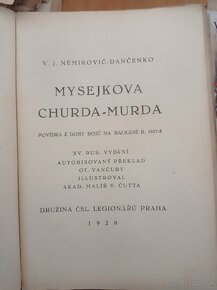 V. I. NĚMIROVIČ-DANČENKO
MYSEJKOVA
CHURDA-MURDA
POVÍDKA Z DOBY BOJŮ NA BALKÁNĚ R. 1877-8
XV. RUS. VYDÁNÍ
AUTORISOVANÝ PŘEKLAD
OT. VANČURY
ILLUSTROVAL
AKAD. MALÍŘ V. ČUTTA
DRUŽINA ČSL. LEGIONÁŘŮ PRAHA
1928